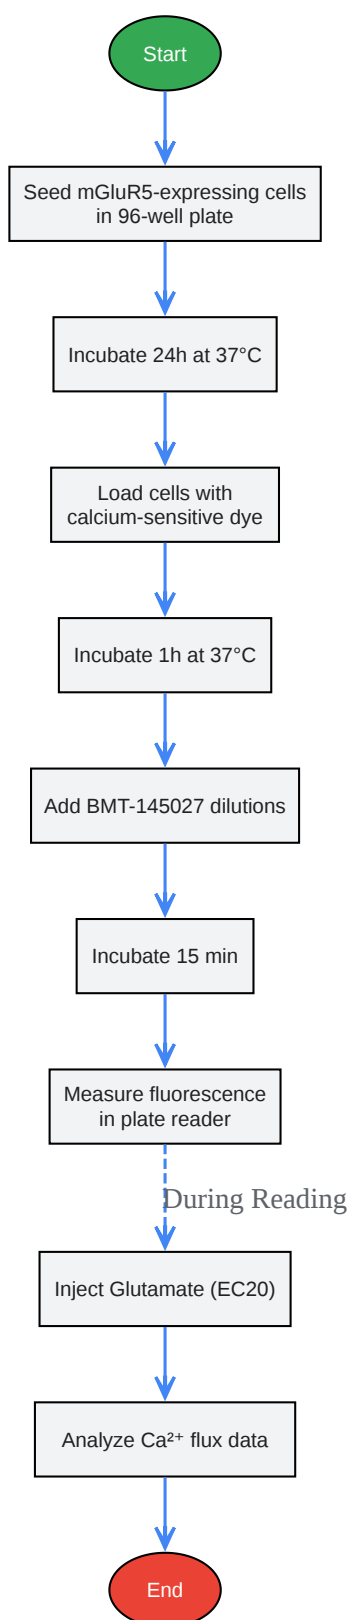 Start
Seed mGluR5-expressing cells
in 96-well plate
Incubate 24h at 37°C
Load cells with
calcium-sensitive dye
Incubate 1h at 37°C
Add BMT-145027 dilutions
Incubate 15 min
Measure fluorescence
in plate reader
During Reading
Inject Glutamate (EC20)
Analyze Ca²⁺ flux data
End